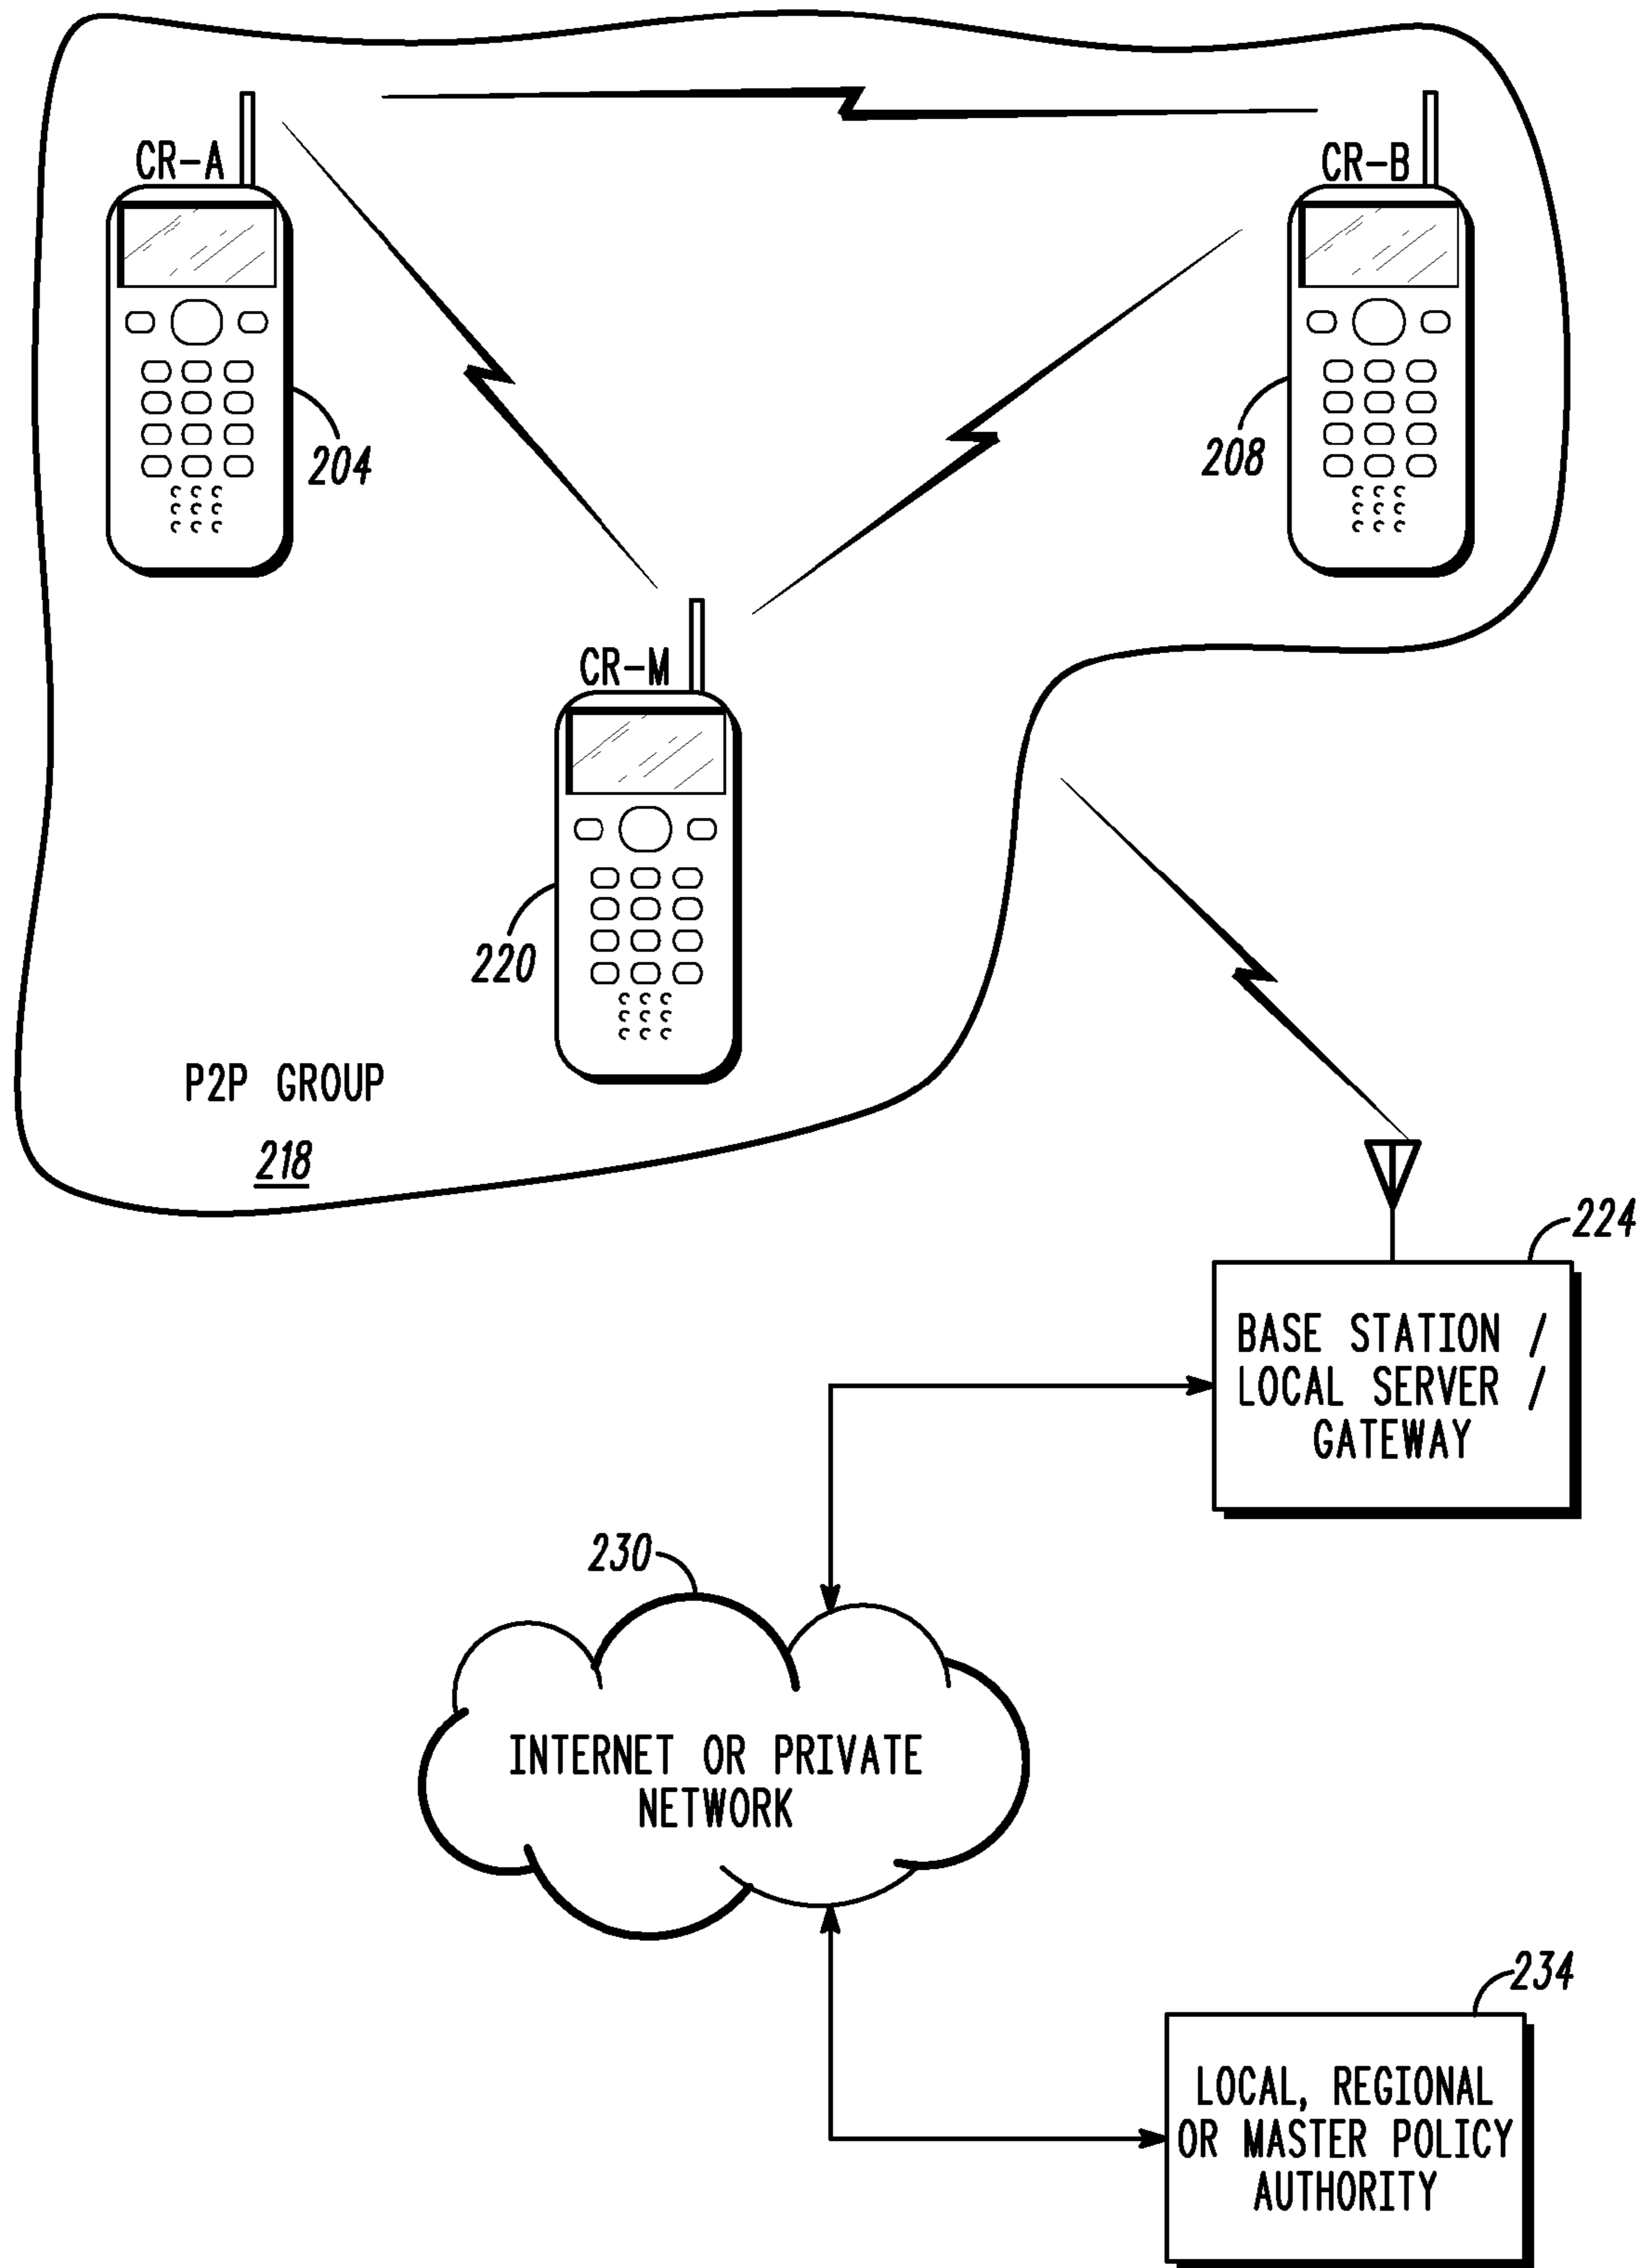 CR-A
CR-B
204
208
CR-M
220
P2P GROUP
218
224
BASE STATION /
LOCAL SERVER /
GATEWAY
230
INTERNET OR PRIVATE
NETWORK
234
LOCAL, REGIONAL
OR MASTER POLICY
AUTHORITY